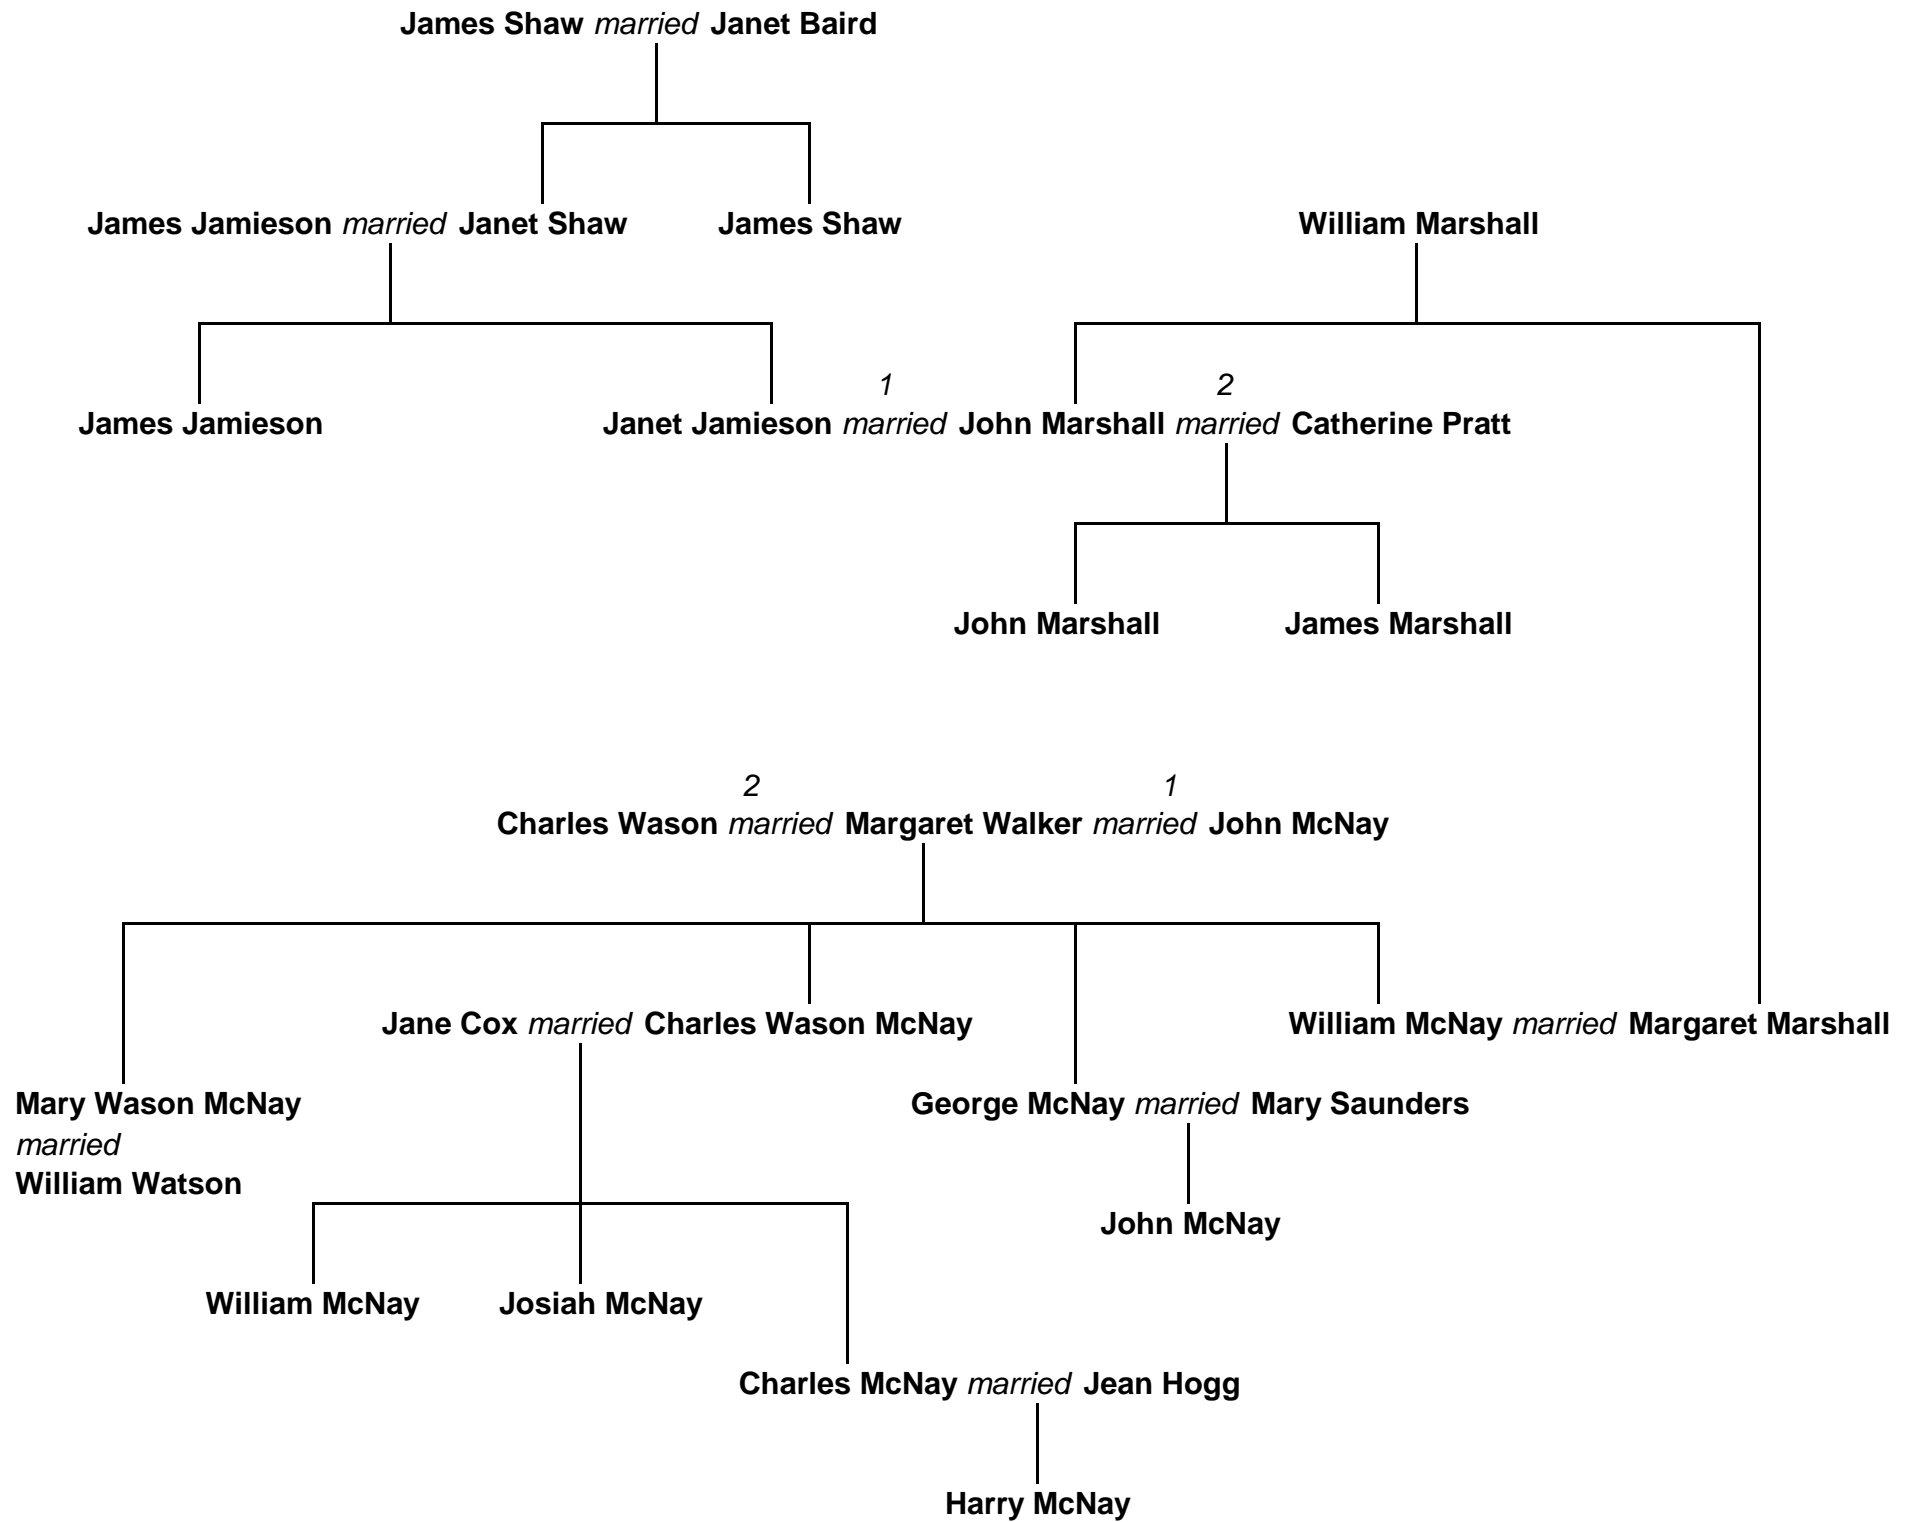 James Shaw married Janet Baird
James Jamieson married Janet Shaw
James Shaw
William Marshall
1
2
James Jamieson
Janet Jamieson married John Marshall married Catherine Pratt
John Marshall
James Marshall
2
1
Charles Wason married Margaret Walker married John McNay
Jane Cox married Charles Wason McNay
William McNay married Margaret Marshall
Mary Wason McNay
married
William Watson
George McNay married Mary Saunders
John McNay
William McNay
Josiah McNay
Charles McNay married Jean Hogg
Harry McNay